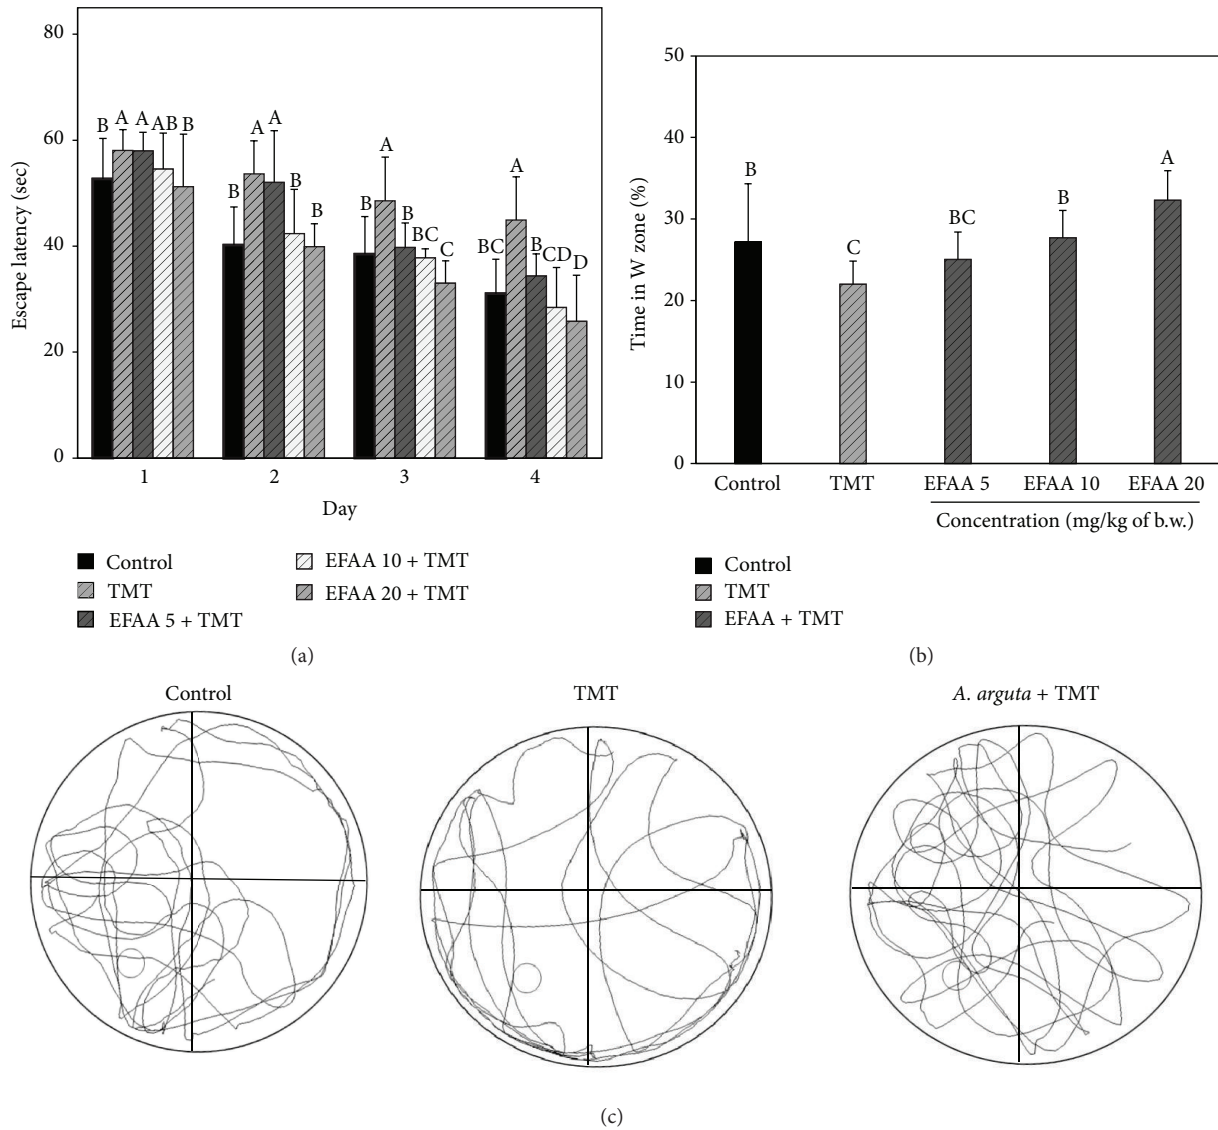 80
60
40
20
0
Escape latency (sec)
B A A AB B
B A A B B
B A B BC C
BC A B CD D
1 2 3 4
Day
Control
TMT
EFAA 5 + TMT
EFAA 10 + TMT
EFAA 20 + TMT
(a)
50
40
30
20
10
0
Time in W zone (%)
B C BC B A
Control TMT EFAA 5 EFAA 10 EFAA 20
Concentration (mg/kg of b.w.)
Control
TMT
EFAA + TMT
(b)
Control
TMT
A. arguta + TMT
(c)